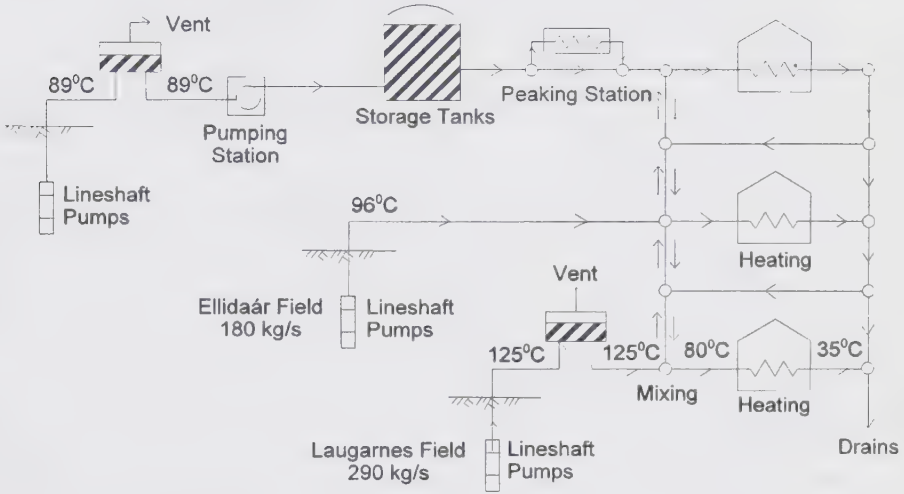 Vent
89⁰C
89⁰C
Pumping
Station
Storage Tanks
Peaking Station
Lineshaft
Pumps
96⁰C
Heating
Ellidaár Field
180 kg/s
Lineshaft
Pumps
Vent
125⁰C
125⁰C
80⁰C
35⁰C
Mixing
Heating
Laugarnes Field
290 kg/s
Lineshaft
Pumps
Drains